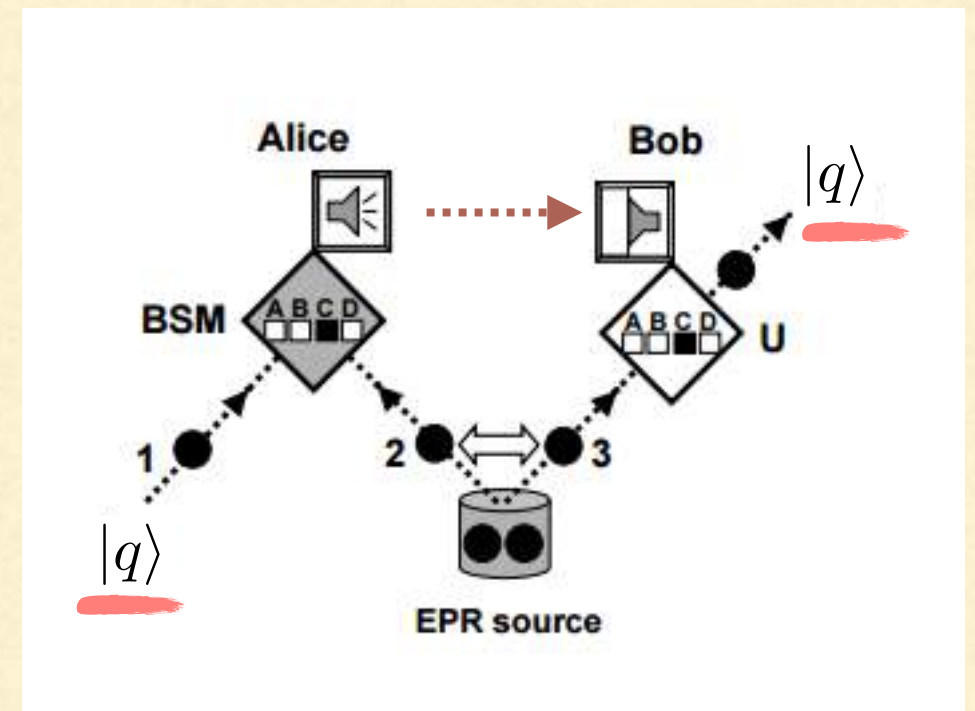 Alice
Bob
|q⟩
BSM
A B C D
A B C D
U
1
2
3
|q⟩
EPR source